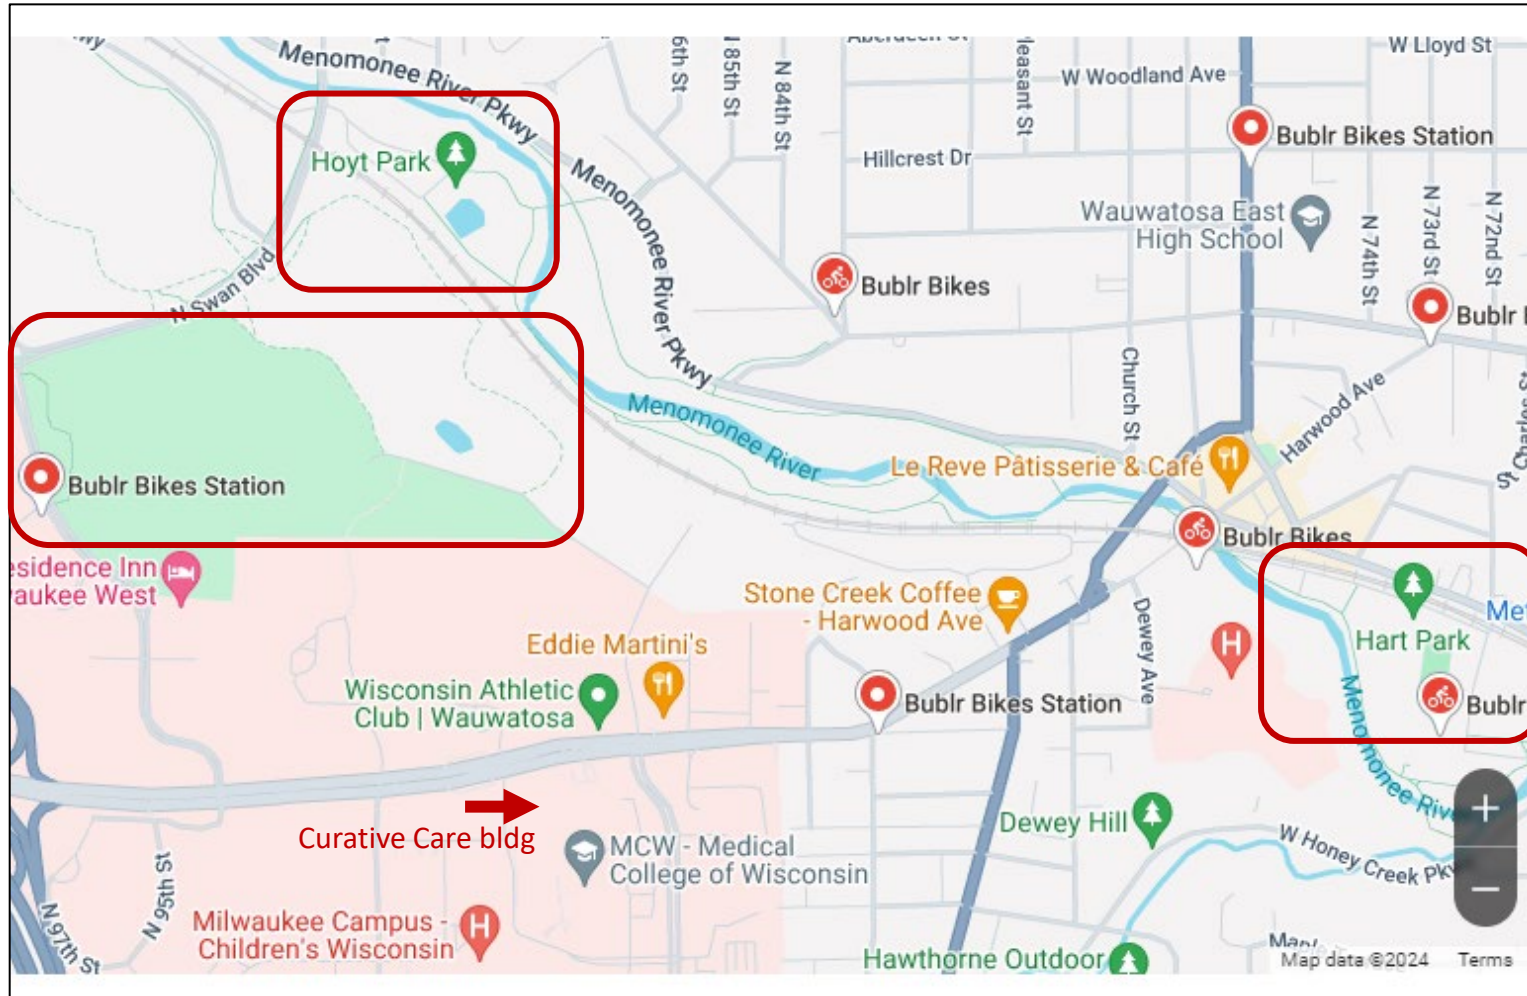 W Lloyd St
Menomonee River Pkwy
6th St
N 85th St
N 84th St
leasant St
W Woodland Ave
Bublr Bikes Station
Hoyt Park
Hillcrest Dr
Menomonee River Pkwy
Wauwatosa East
High School
N 74th St
N 73rd St
N 72nd St
N Swan Blvd
Bublr Bikes
Bublr
Church St
Harwood Ave
Menomonee River
Le Reve Pâtisserie & Café
Bublr Bikes Station
Bublr Bikes
esidence Inn
aukee West
Stone Creek Coffee
- Harwood Ave
Dewey Ave
H
Hart Park
Eddie Martini's
Wisconsin Athletic
Club | Wauwatosa
Bublr Bikes Station
Bublr
Menomonee River
Curative Care bldg
Dewey Hill
W Honey Creek Pkwy
MCW - Medical
College of Wisconsin
N 95th St
N 97th St
Milwaukee Campus -
Children's Wisconsin
H
Hawthorne Outdoor
+
−
Map data ©2024 Terms